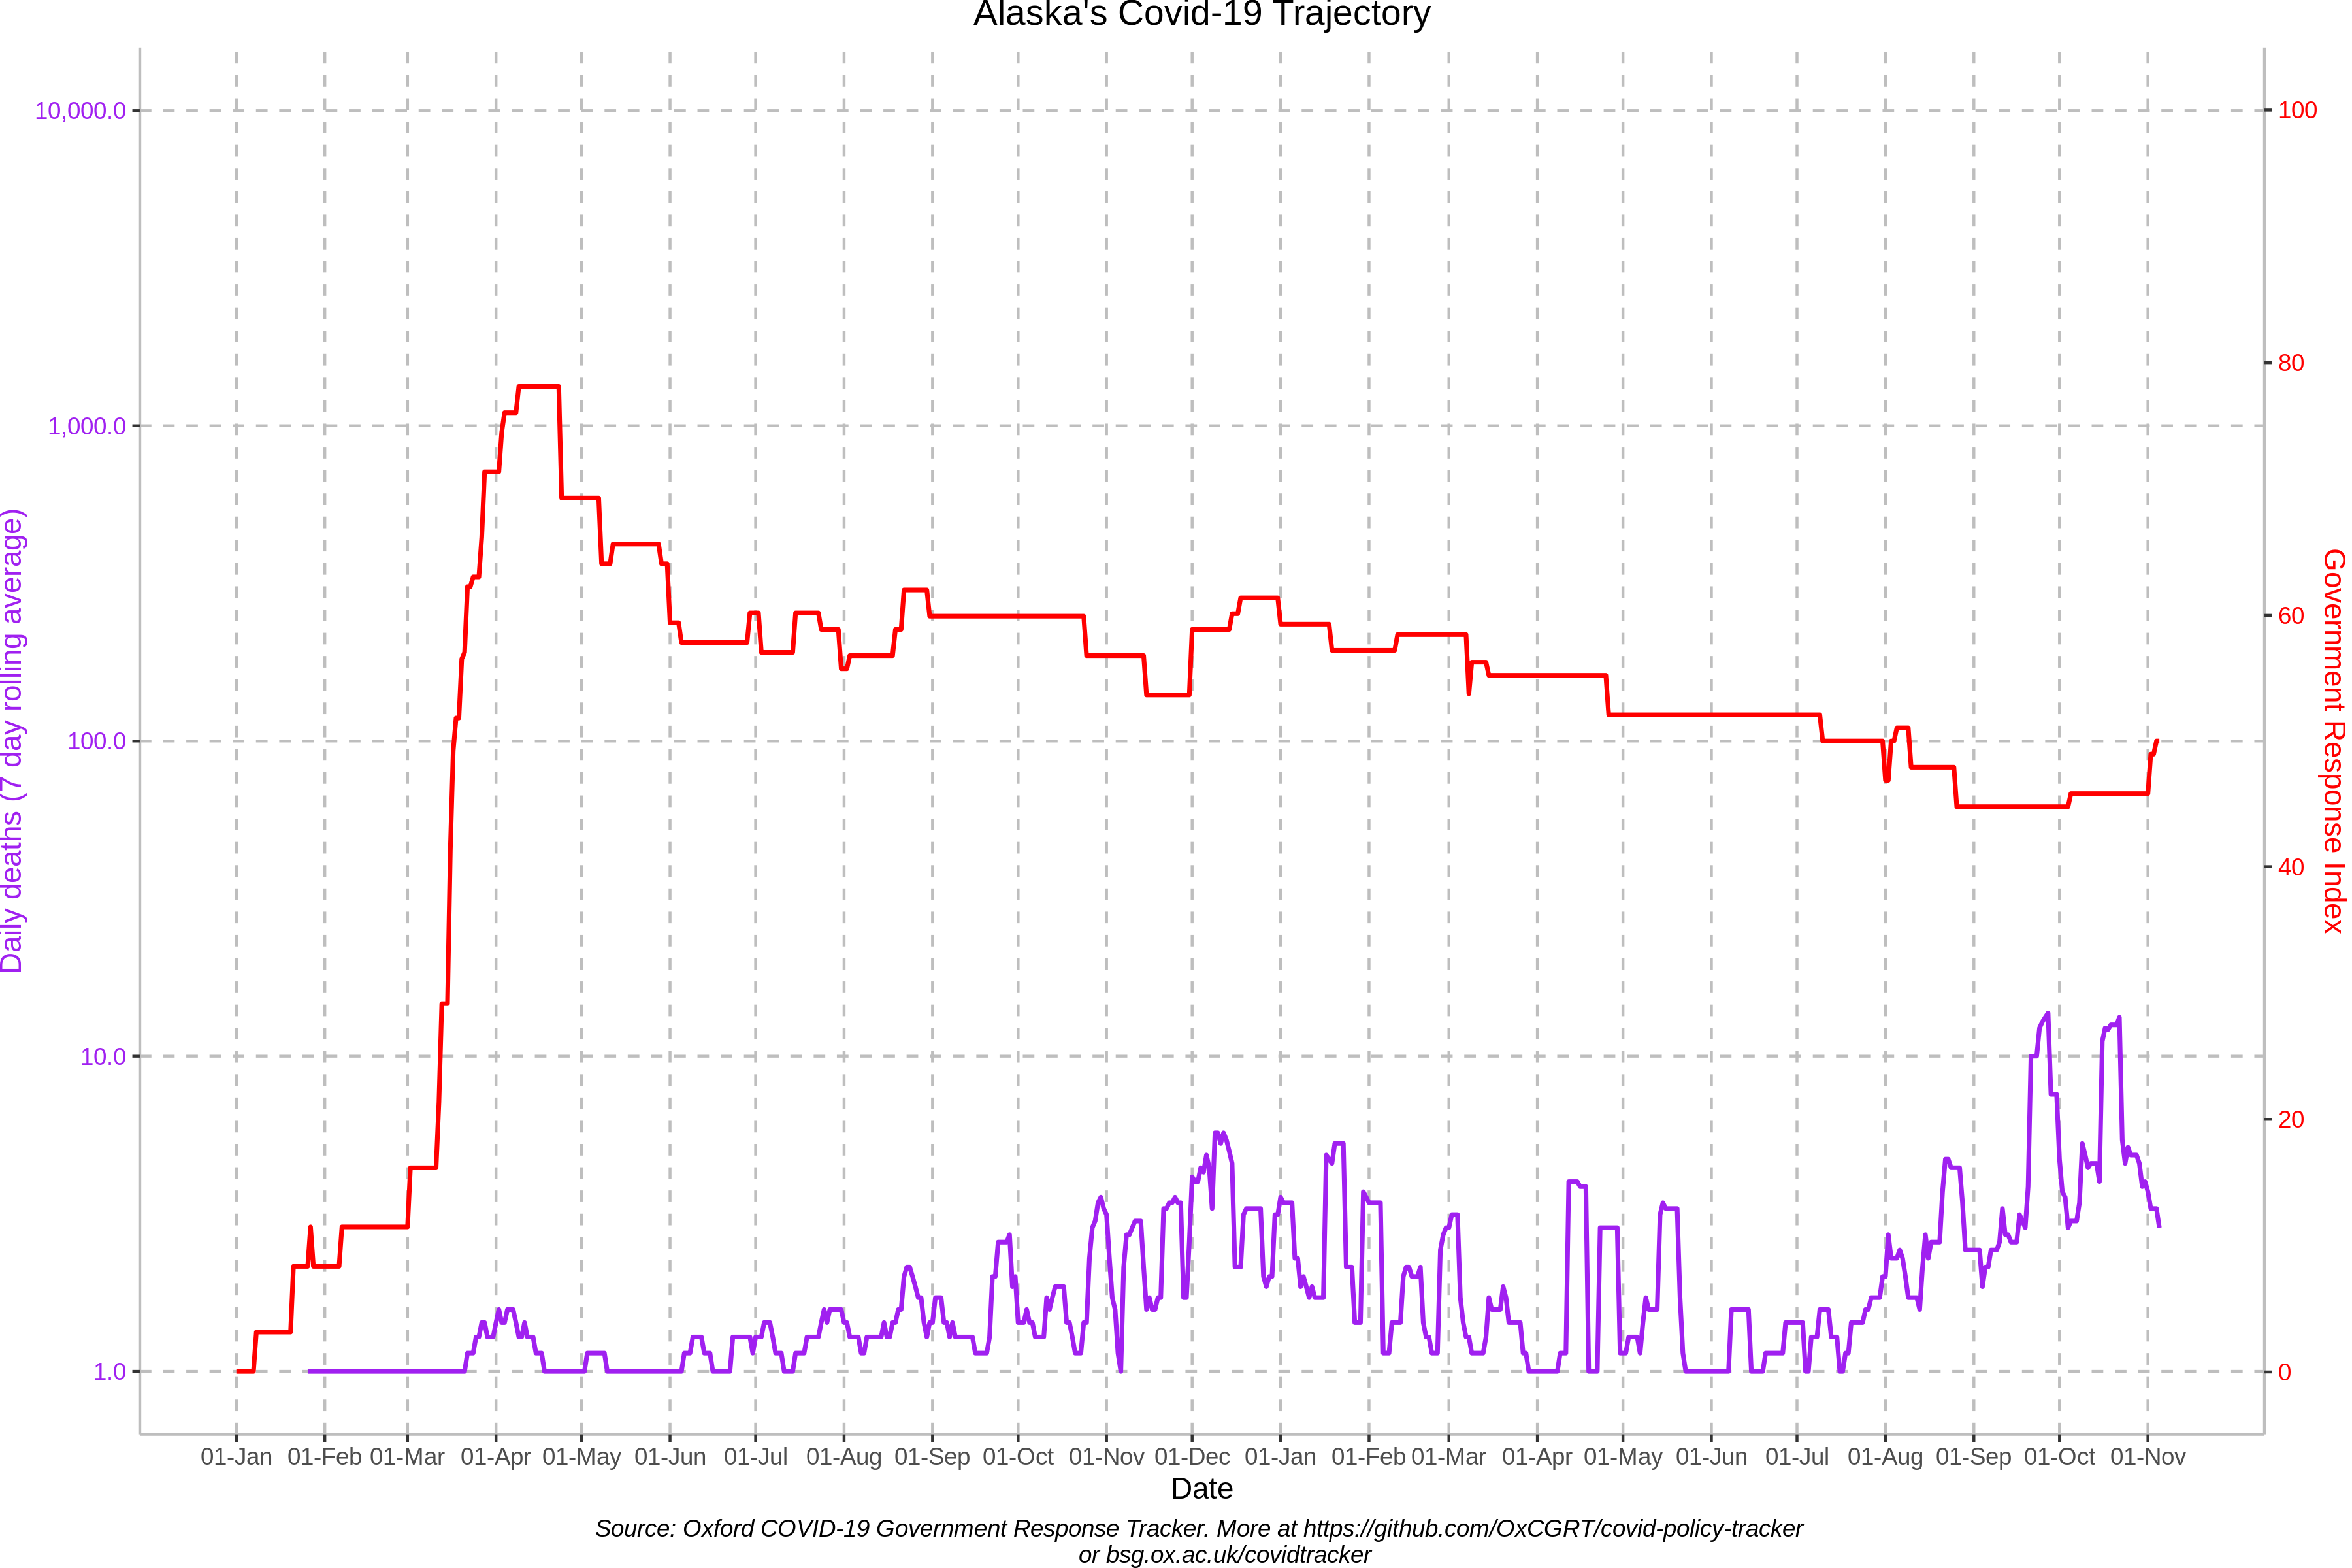 Alaska's Covid-19 Trajectory
10,000.0
1,000.0
100.0
10.0
1.0
Daily deaths (7 day rolling average)
100
80
60
40
20
0
Government Response Index
01-Jan 01-Feb 01-Mar 01-Apr 01-May 01-Jun 01-Jul 01-Aug 01-Sep 01-Oct 01-Nov 01-Dec 01-Jan 01-Feb 01-Mar 01-Apr 01-May 01-Jun 01-Jul 01-Aug 01-Sep 01-Oct 01-Nov
Date
Source: Oxford COVID-19 Government Response Tracker. More at https://github.com/OxCGRT/covid-policy-tracker
or bsg.ox.ac.uk/covidtracker